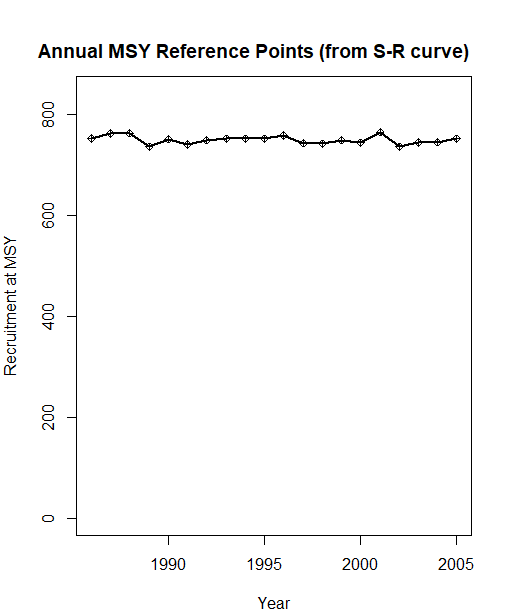 Annual MSY Reference Points (from S-R curve)
Recruitment at MSY
800
600
400
200
0
1990 1995 2000 2005
Year